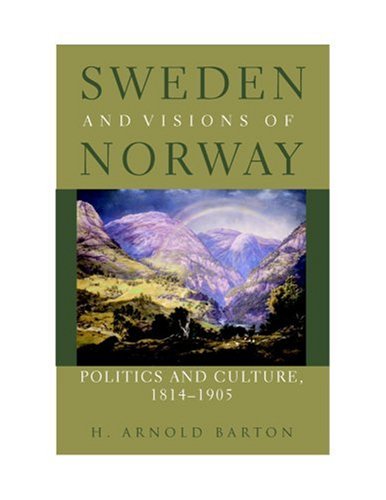 SWEDEN
AND VISIONS OF
NORWAY
POLITICS AND CULTURE,
1814–1905
H. ARNOLD BARTON